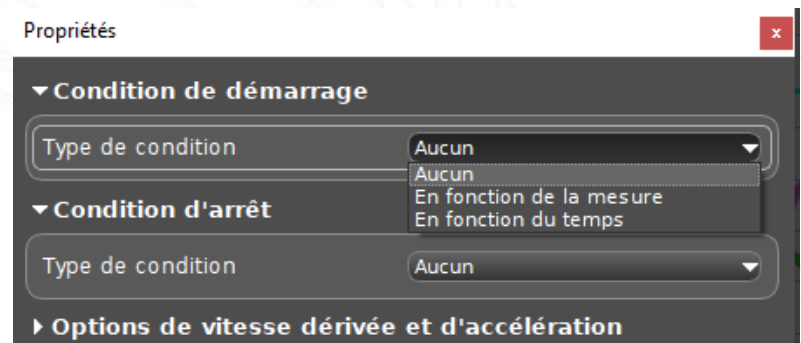 Propriétés
x
Condition de démarrage
Type de condition Aucun
Aucun
En fonction de la mesure
En fonction du temps
Condition d'arrêt
Type de condition Aucun
Options de vitesse dérivée et d'accélération